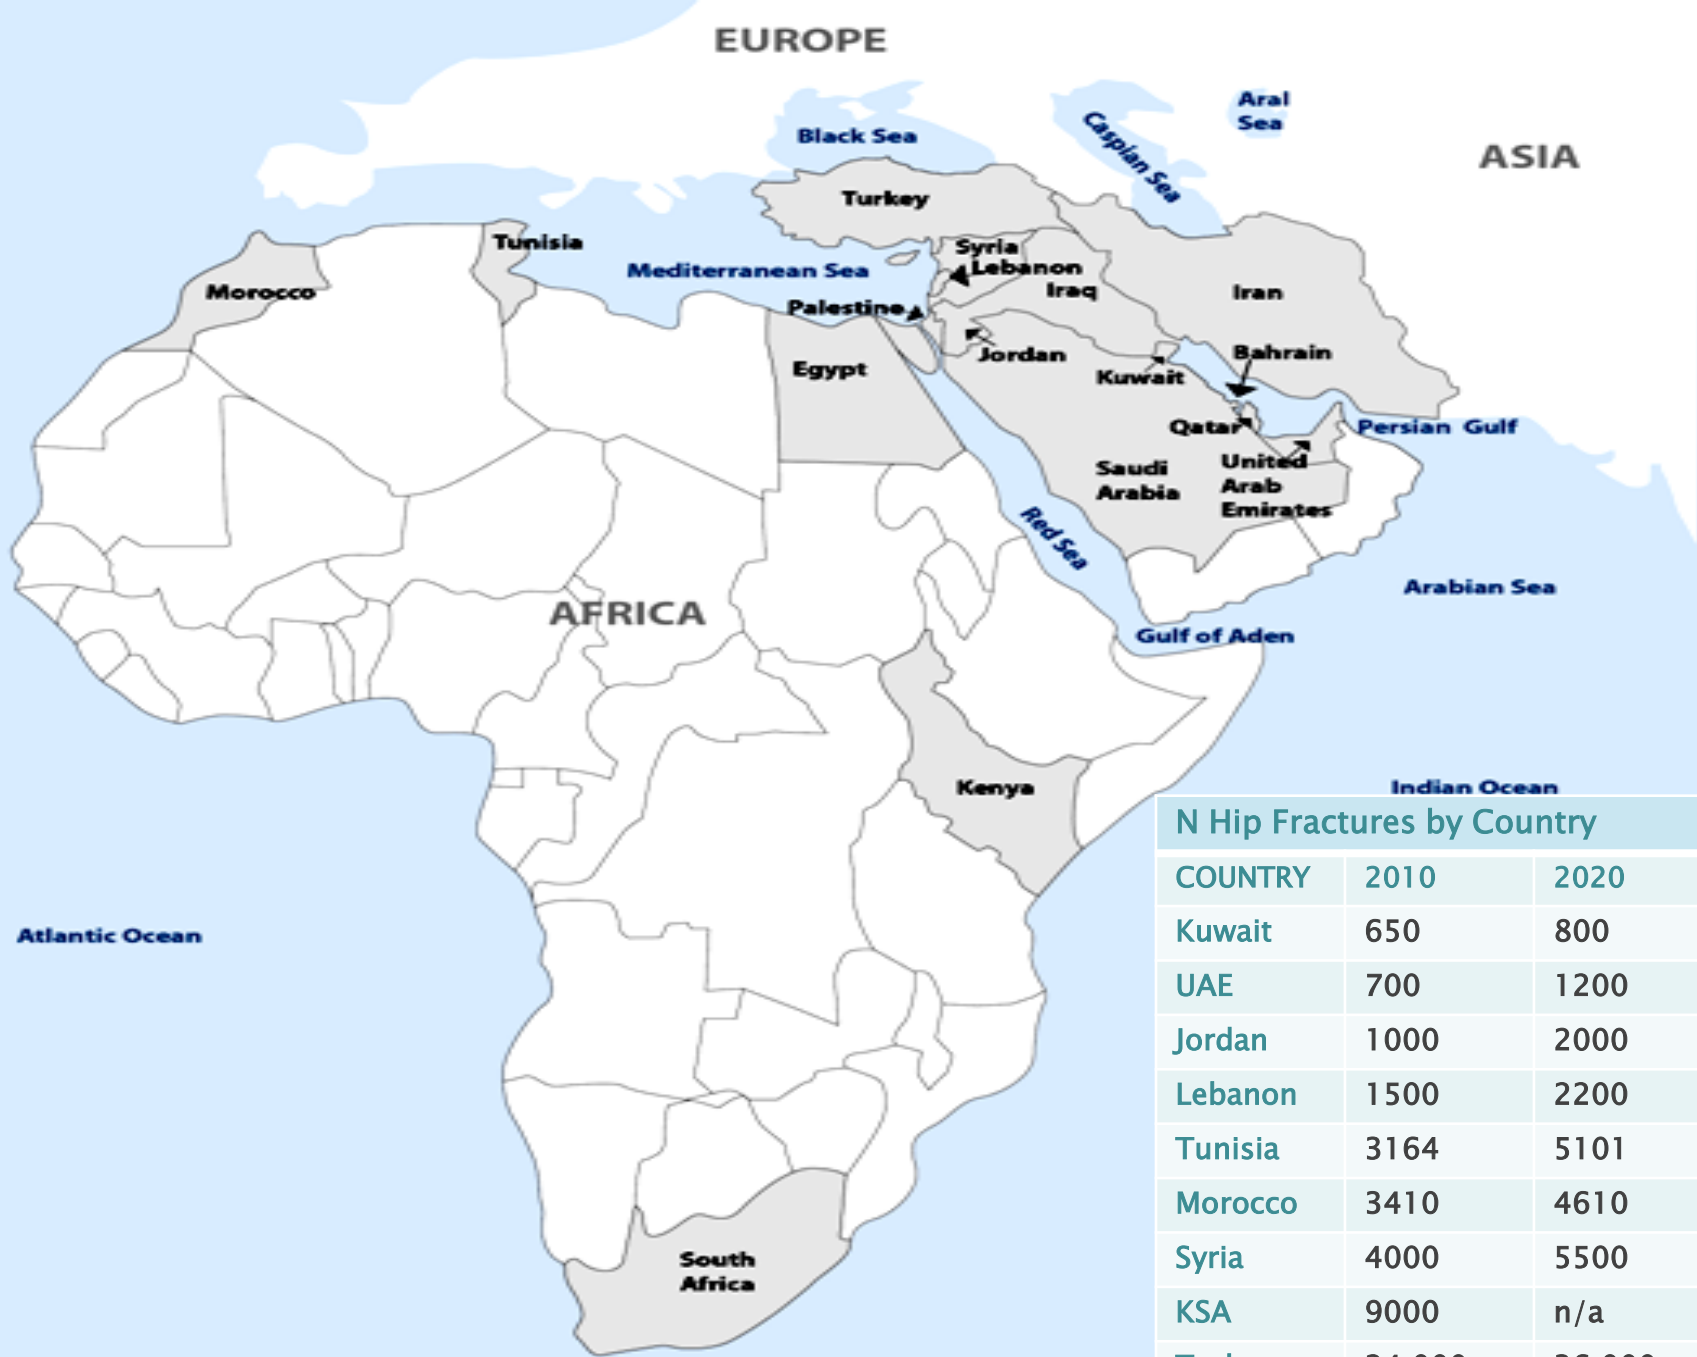 EUROPE
Aral
Sea
Black Sea
Caspian Sea
ASIA
Turkey
Tunisia
Syria
Mediterranean Sea
Lebanon
Morocco
Iraq
Iran
Palestine
Jordan
Bahrain
Egypt
Kuwait
Qatar
Persian Gulf
Saudi
Arabia
United
Arab
Emirates
Red Sea
Arabian Sea
AFRICA
Gulf of Aden
Kenya
Indian Ocean
Atlantic Ocean
South
Africa
N Hip Fractures by Country
COUNTRY 2010 2020
Kuwait 650 800
UAE 700 1200
Jordan 1000 2000
Lebanon 1500 2200
Tunisia 3164 5101
Morocco 3410 4610
Syria 4000 5500
KSA 9000 n/a